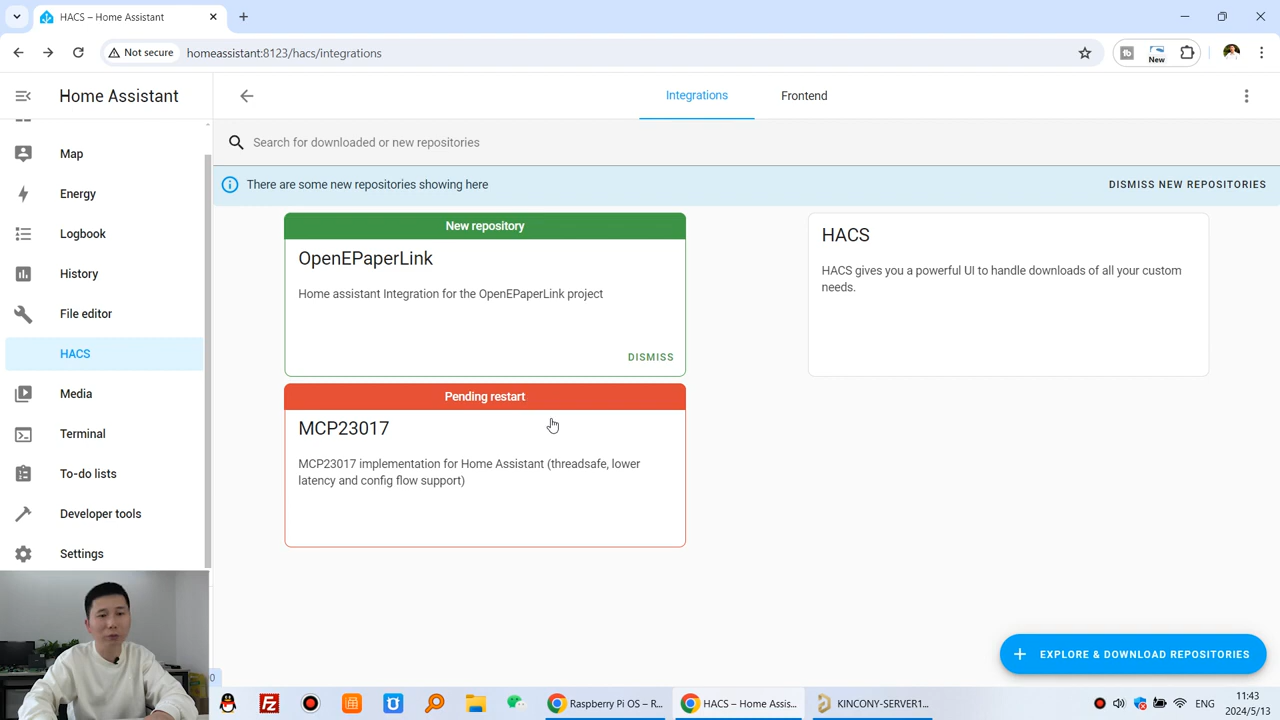 HACS – Home Assistant
Not secure
homeassistant:8123/hacs/integrations
New
Home Assistant
Integrations
Frontend
Map
Search for downloaded or new repositories
There are some new repositories showing here
DISMISS NEW REPOSITORIES
Energy
Logbook
History
File editor
HACS
Media
Terminal
To-do lists
Developer tools
Settings
New repository
OpenEPaperLink
Home assistant Integration for the OpenEPaperLink project
DISMISS
HACS
HACS gives you a powerful UI to handle downloads of all your custom
needs.
Pending restart
MCP23017
MCP23017 implementation for Home Assistant (threadsafe, lower
latency and config flow support)
EXPLORE & DOWNLOAD REPOSITORIES
Raspberry Pi OS – R...
HACS – Home Assis...
KINCONY-SERVER1...
ENG
11:43
2024/5/13